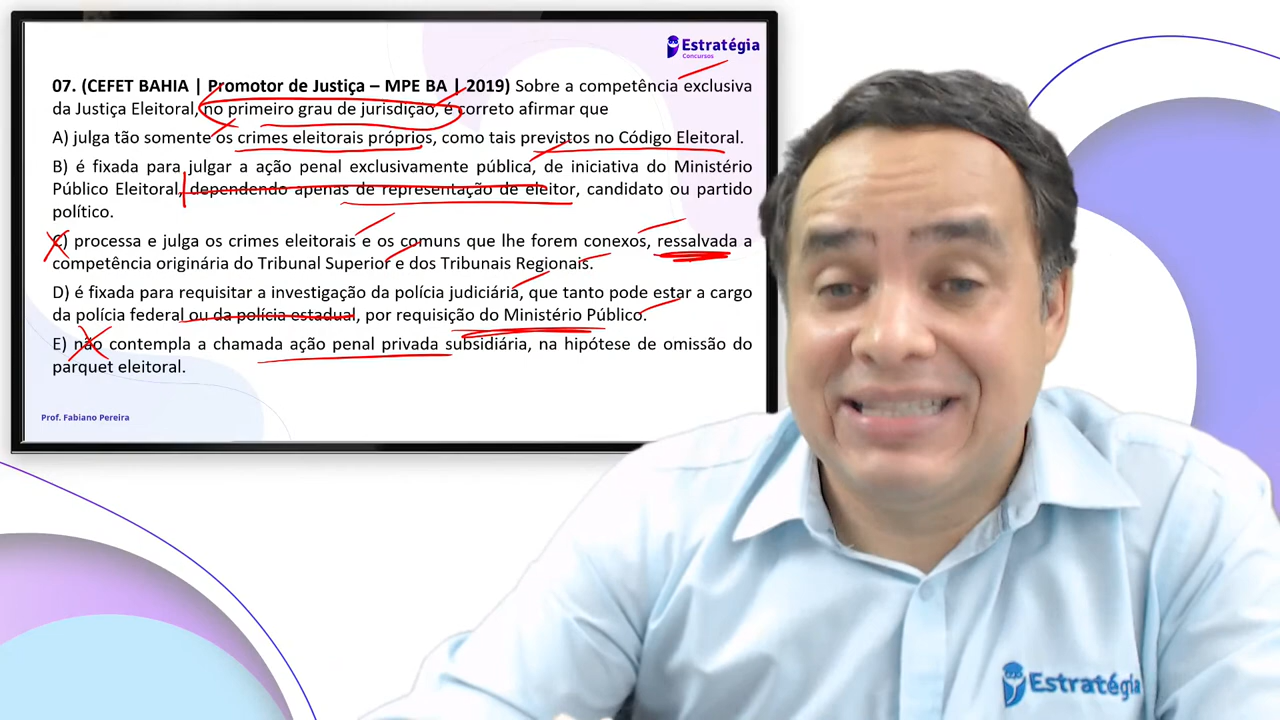 Estratégia
Concursos
07. (CEFET BAHIA | Promotor de Justiça – MPE BA | 2019) Sobre a competência exclusiva
da Justiça Eleitoral, no primeiro grau de jurisdição, é correto afirmar que
A) julga tão somente os crimes eleitorais próprios, como tais previstos no Código Eleitoral.
B) é fixada para julgar a ação penal exclusivamente pública, de iniciativa do Ministério
Público Eleitoral, dependendo apenas de representação de eleitor, candidato ou partido
político.
C) processa e julga os crimes eleitorais e os comuns que lhe forem conexos, ressalvada a
competência originária do Tribunal Superior e dos Tribunais Regionais.
D) é fixada para requisitar a investigação da polícia judiciária, que tanto pode estar a cargo
da polícia federal ou da polícia estadual, por requisição do Ministério Público.
E) não contempla a chamada ação penal privada subsidiária, na hipótese de omissão do
parquet eleitoral.
Prof. Fabiano Pereira
Estratégia